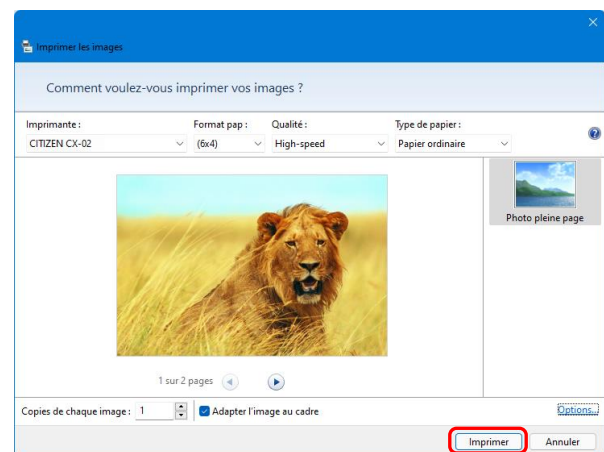 Imprimer les images
Comment voulez-vous imprimer vos images ?
Imprimante : Format pap : Qualité : Type de papier :
CITIZEN CX-02 (6x4) High-speed Papier ordinaire
Photo pleine page
1 sur 2 pages
Copies de chaque image : 1 Adapter l'image au cadre Options...
Imprimer Annuler